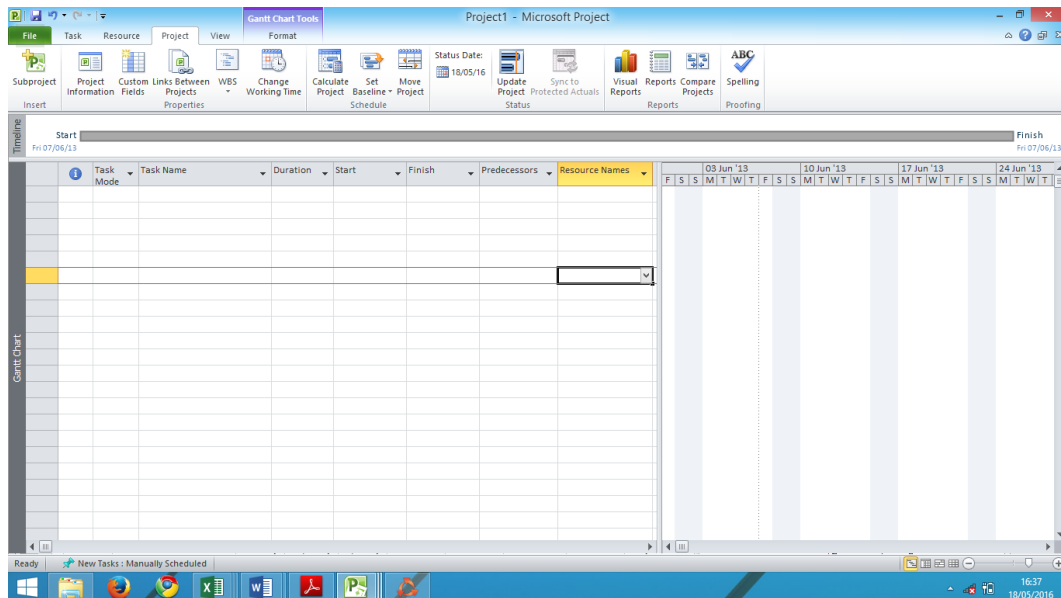 Gantt Chart Tools
Project1 - Microsoft Project
File Task Resource Project View Format
Subproject
Project Information
Custom Fields
Links Between Projects
WBS
Change Working Time
Calculate Project
Set Baseline
Move Project
Status Date:
18/05/16
Update Project
Sync to Protected Actuals
Visual Reports
Reports
Compare Projects
ABC
Spelling
Insert Properties Schedule Status Reports Proofing
Timeline
Start
Fri 07/06/13
Finish
Fri 07/06/13
Task Mode
Task Name
Duration
Start
Finish
Predecessors
Resource Names
03 Jun '13 10 Jun '13 17 Jun '13 24 Jun '13
F S S M T W T F S S M T W T F S S M T W T F S S M T W T
Gantt Chart
Ready New Tasks : Manually Scheduled
16:37
18/05/2016